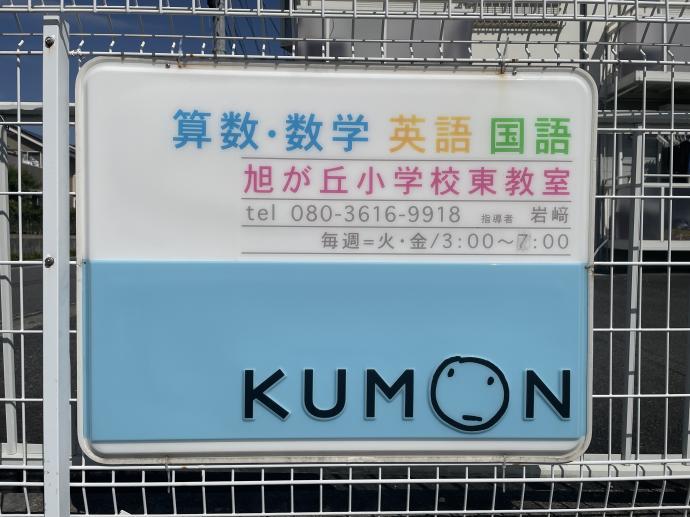 算数・数学 英語 国語
旭が丘小学校東教室
tel 080-3616-9918 指導者 岩﨑
毎週=火・金/3:00〜7:00
KUMON